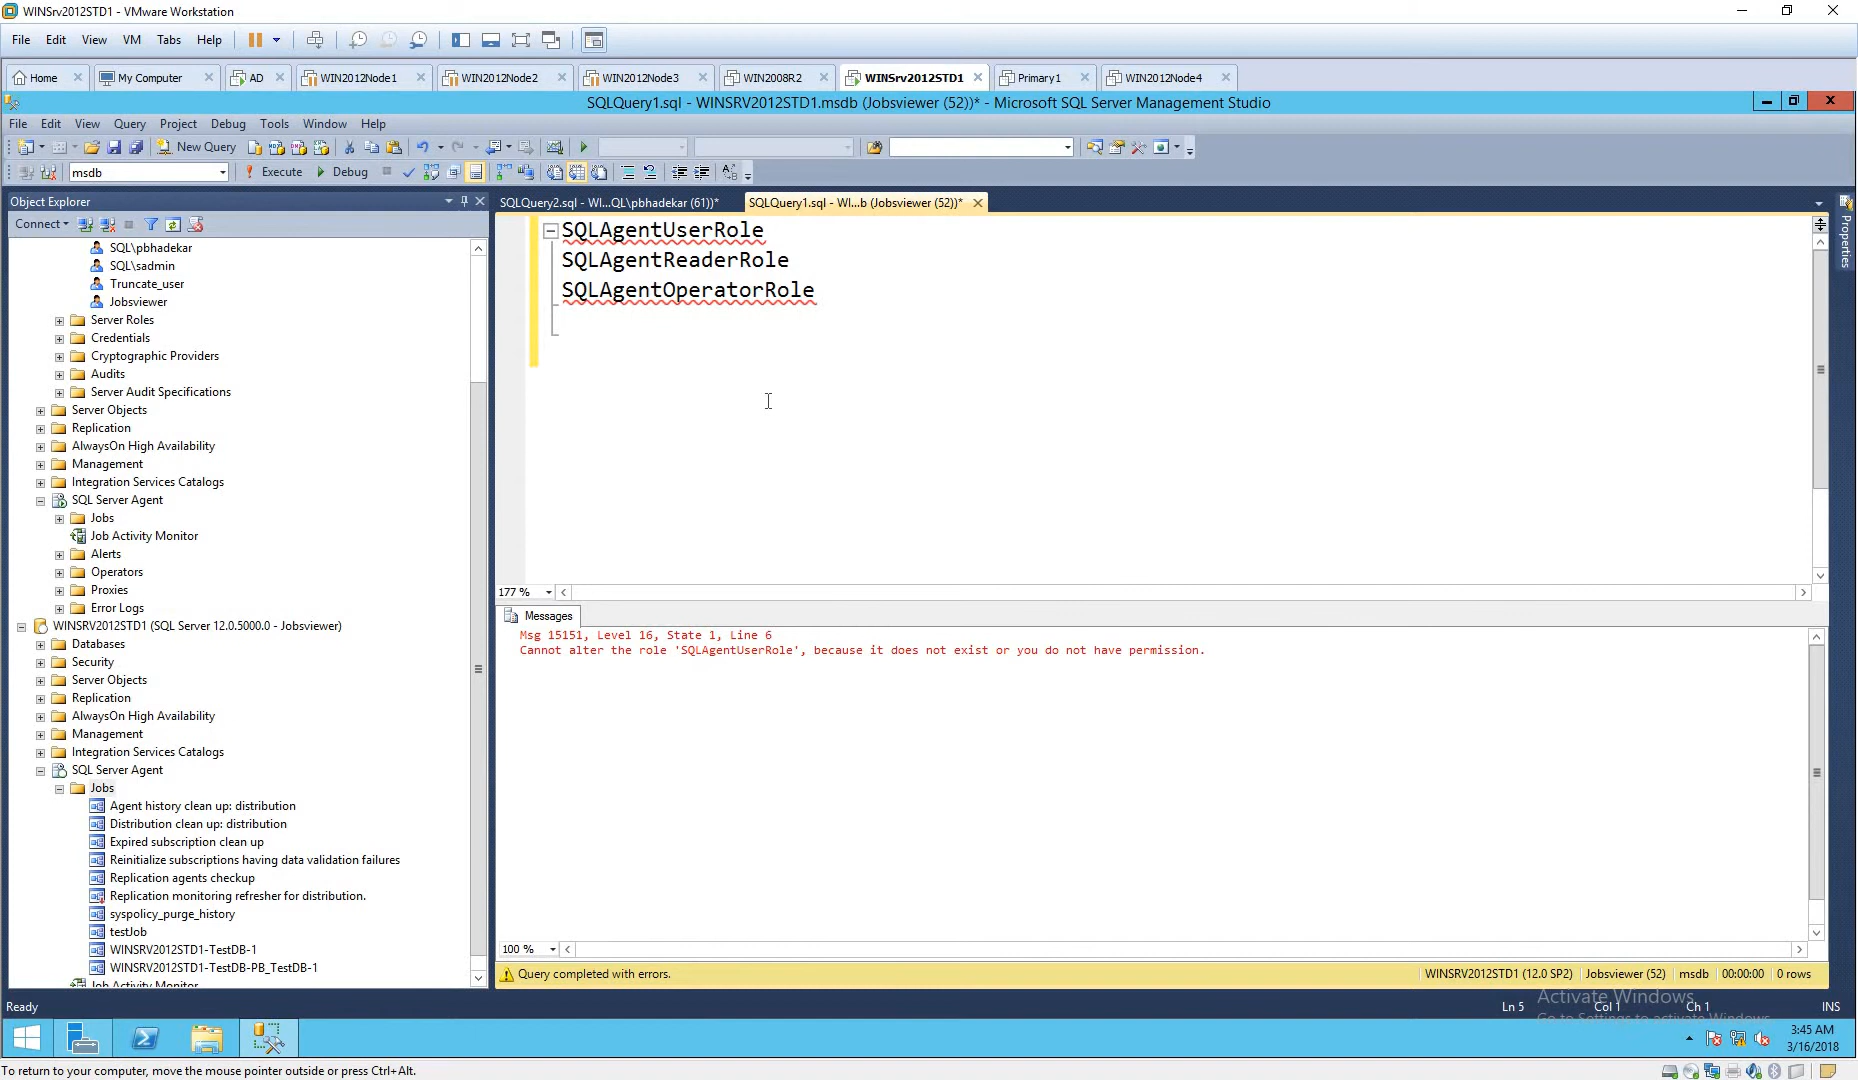 WINSrv2012STD1 - VMware Workstation
File Edit View VM Tabs Help
Home My Computer AD WIN2012Node1 WIN2012Node2 WIN2012Node3 WIN2008R2 WINSrv2012STD1 Primary1 WIN2012Node4
SQLQuery1.sql - WINSRV2012STD1.msdb (Jobsviewer (52))* - Microsoft SQL Server Management Studio
File Edit View Query Project Debug Tools Window Help
New Query
msdb Execute Debug
Object Explorer
Connect
SQL\pbhadekar
SQL\sadmin
Truncate_user
Jobsviewer
Server Roles
Credentials
Cryptographic Providers
Audits
Server Audit Specifications
Server Objects
Replication
AlwaysOn High Availability
Management
Integration Services Catalogs
SQL Server Agent
Jobs
Job Activity Monitor
Alerts
Operators
Proxies
Error Logs
WINSRV2012STD1 (SQL Server 12.0.5000.0 - Jobsviewer)
Databases
Security
Server Objects
Replication
AlwaysOn High Availability
Management
Integration Services Catalogs
SQL Server Agent
Jobs
Agent history clean up: distribution
Distribution clean up: distribution
Expired subscription clean up
Reinitialize subscriptions having data validation failures
Replication agents checkup
Replication monitoring refresher for distribution.
syspolicy_purge_history
testJob
WINSRV2012STD1-TestDB-1
WINSRV2012STD1-TestDB-PB_TestDB-1
Job Activity Monitor
SQLQuery2.sql - WI...QL\pbhadekar (61))* SQLQuery1.sql - WI...b (Jobsviewer (52))*
SQLAgentUserRole
SQLAgentReaderRole
SQLAgentOperatorRole
177 %
Messages
Msg 15151, Level 16, State 1, Line 6
Cannot alter the role 'SQLAgentUserRole', because it does not exist or you do not have permission.
100 %
Query completed with errors. WINSRV2012STD1 (12.0 SP2) Jobsviewer (52) msdb 00:00:00 0 rows
Properties
Activate Windows
Go to Settings to activate Windows.
Ready Ln 5 Col 1 Ch 1 INS
3:45 AM
3/16/2018
To return to your computer, move the mouse pointer outside or press Ctrl+Alt.